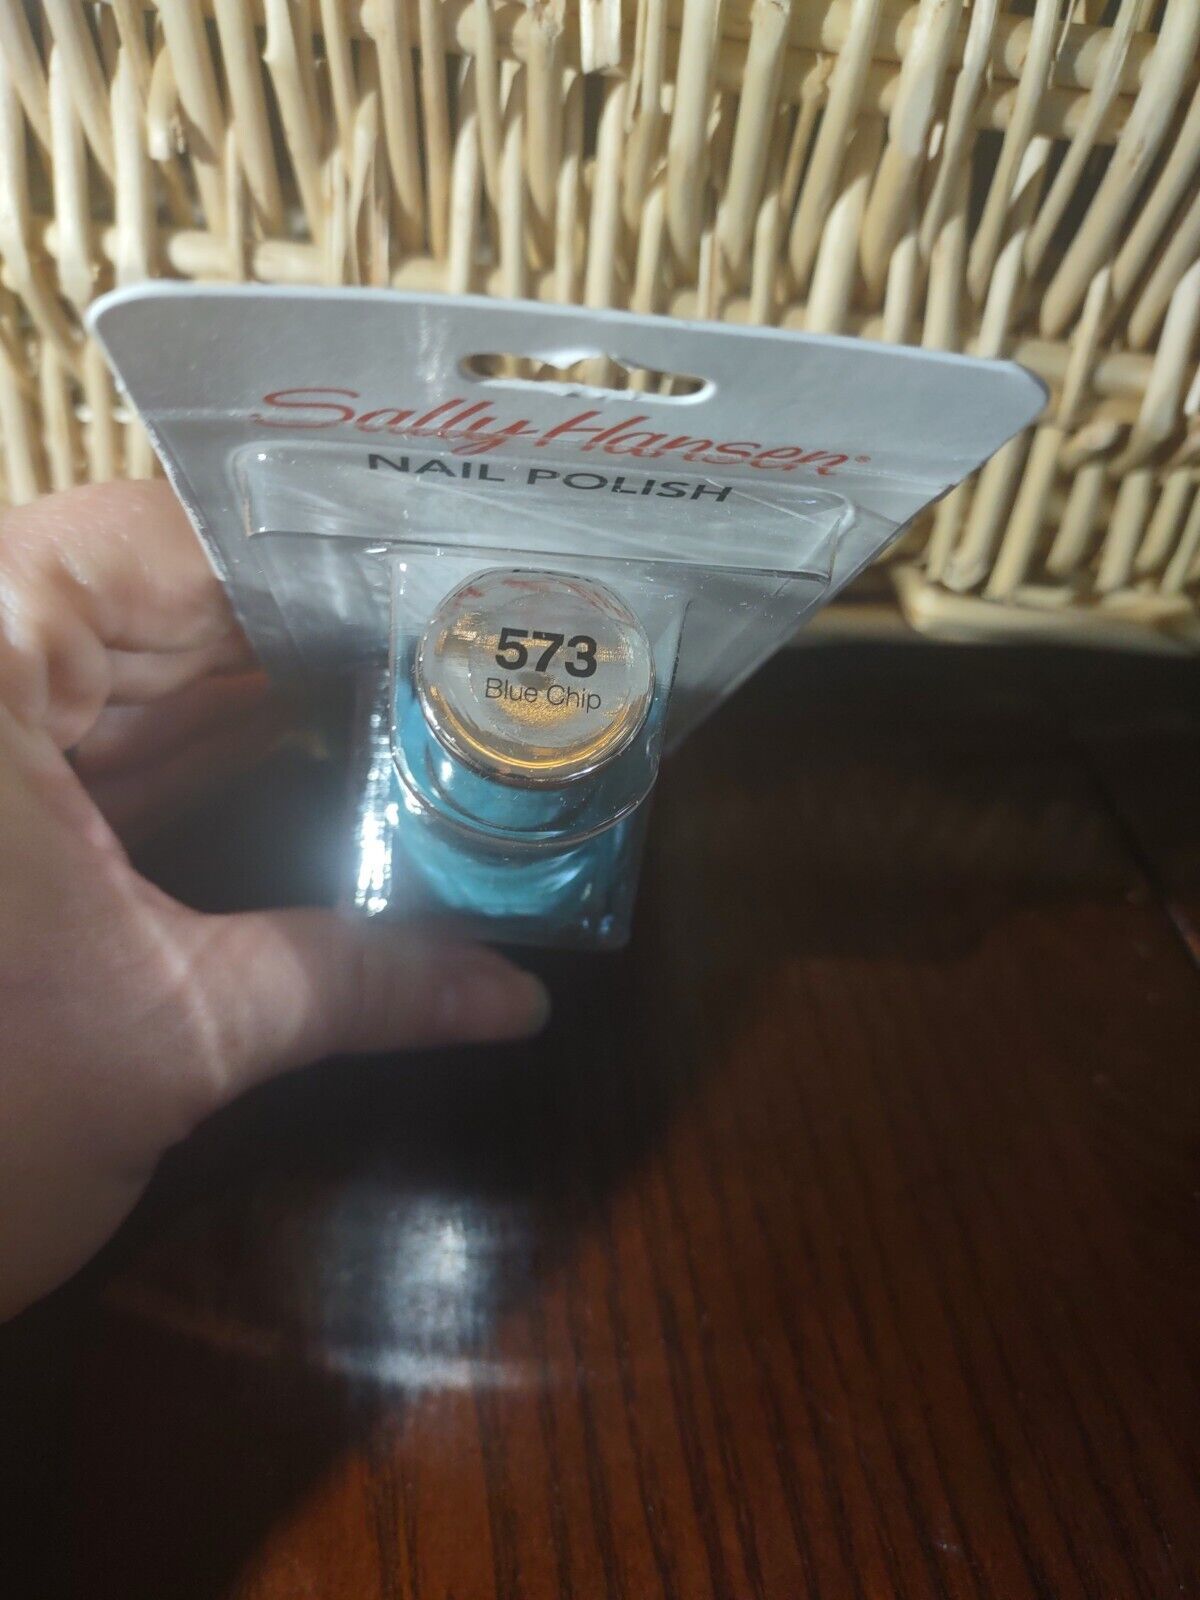 Sally Hansen®
NAIL POLISH
573
Blue Chip